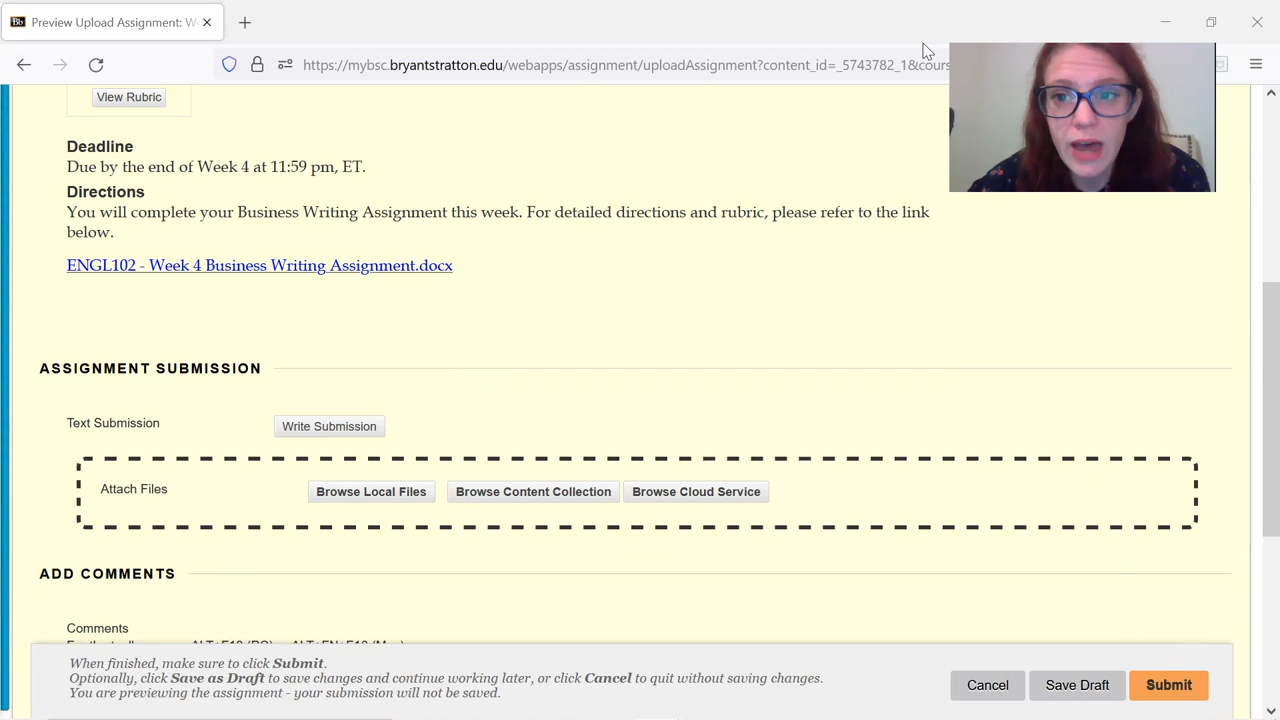 Preview Upload Assignment: W
https://mybsc.bryantstratton.edu/webapps/assignment/uploadAssignment?content_id=_5743782_1&cours
View Rubric
Deadline
Due by the end of Week 4 at 11:59 pm, ET.
Directions
You will complete your Business Writing Assignment this week. For detailed directions and rubric, please refer to the link
below.
ENGL102 - Week 4 Business Writing Assignment.docx
ASSIGNMENT SUBMISSION
Text Submission
Write Submission
Attach Files
Browse Local Files
Browse Content Collection
Browse Cloud Service
ADD COMMENTS
Comments
When finished, make sure to click Submit.
Optionally, click Save as Draft to save changes and continue working later, or click Cancel to quit without saving changes.
You are previewing the assignment - your submission will not be saved.
Cancel
Save Draft
Submit